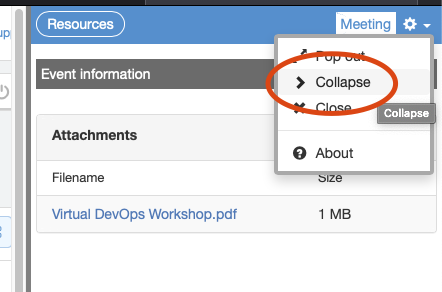 Resources
Meeting
Pop out
Event information
Collapse
Close
Collapse
Attachments
About
Filename
Size
Virtual DevOps Workshop.pdf
1 MB